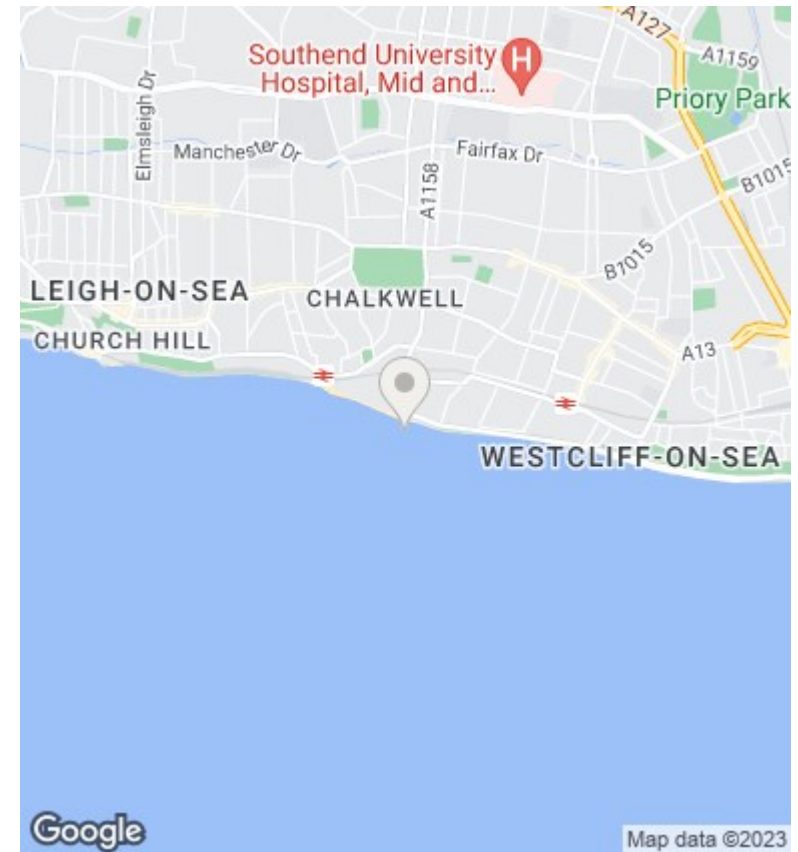 A127
A1159
Southend University
Hospital, Mid and...
H
Priory Park
Elmsleigh Dr
Manchester Dr
Fairfax Dr
A1158
B1015
B1015
LEIGH-ON-SEA
CHALKWELL
CHURCH HILL
A13
WESTCLIFF-ON-SEA
Google
Map data ©2023